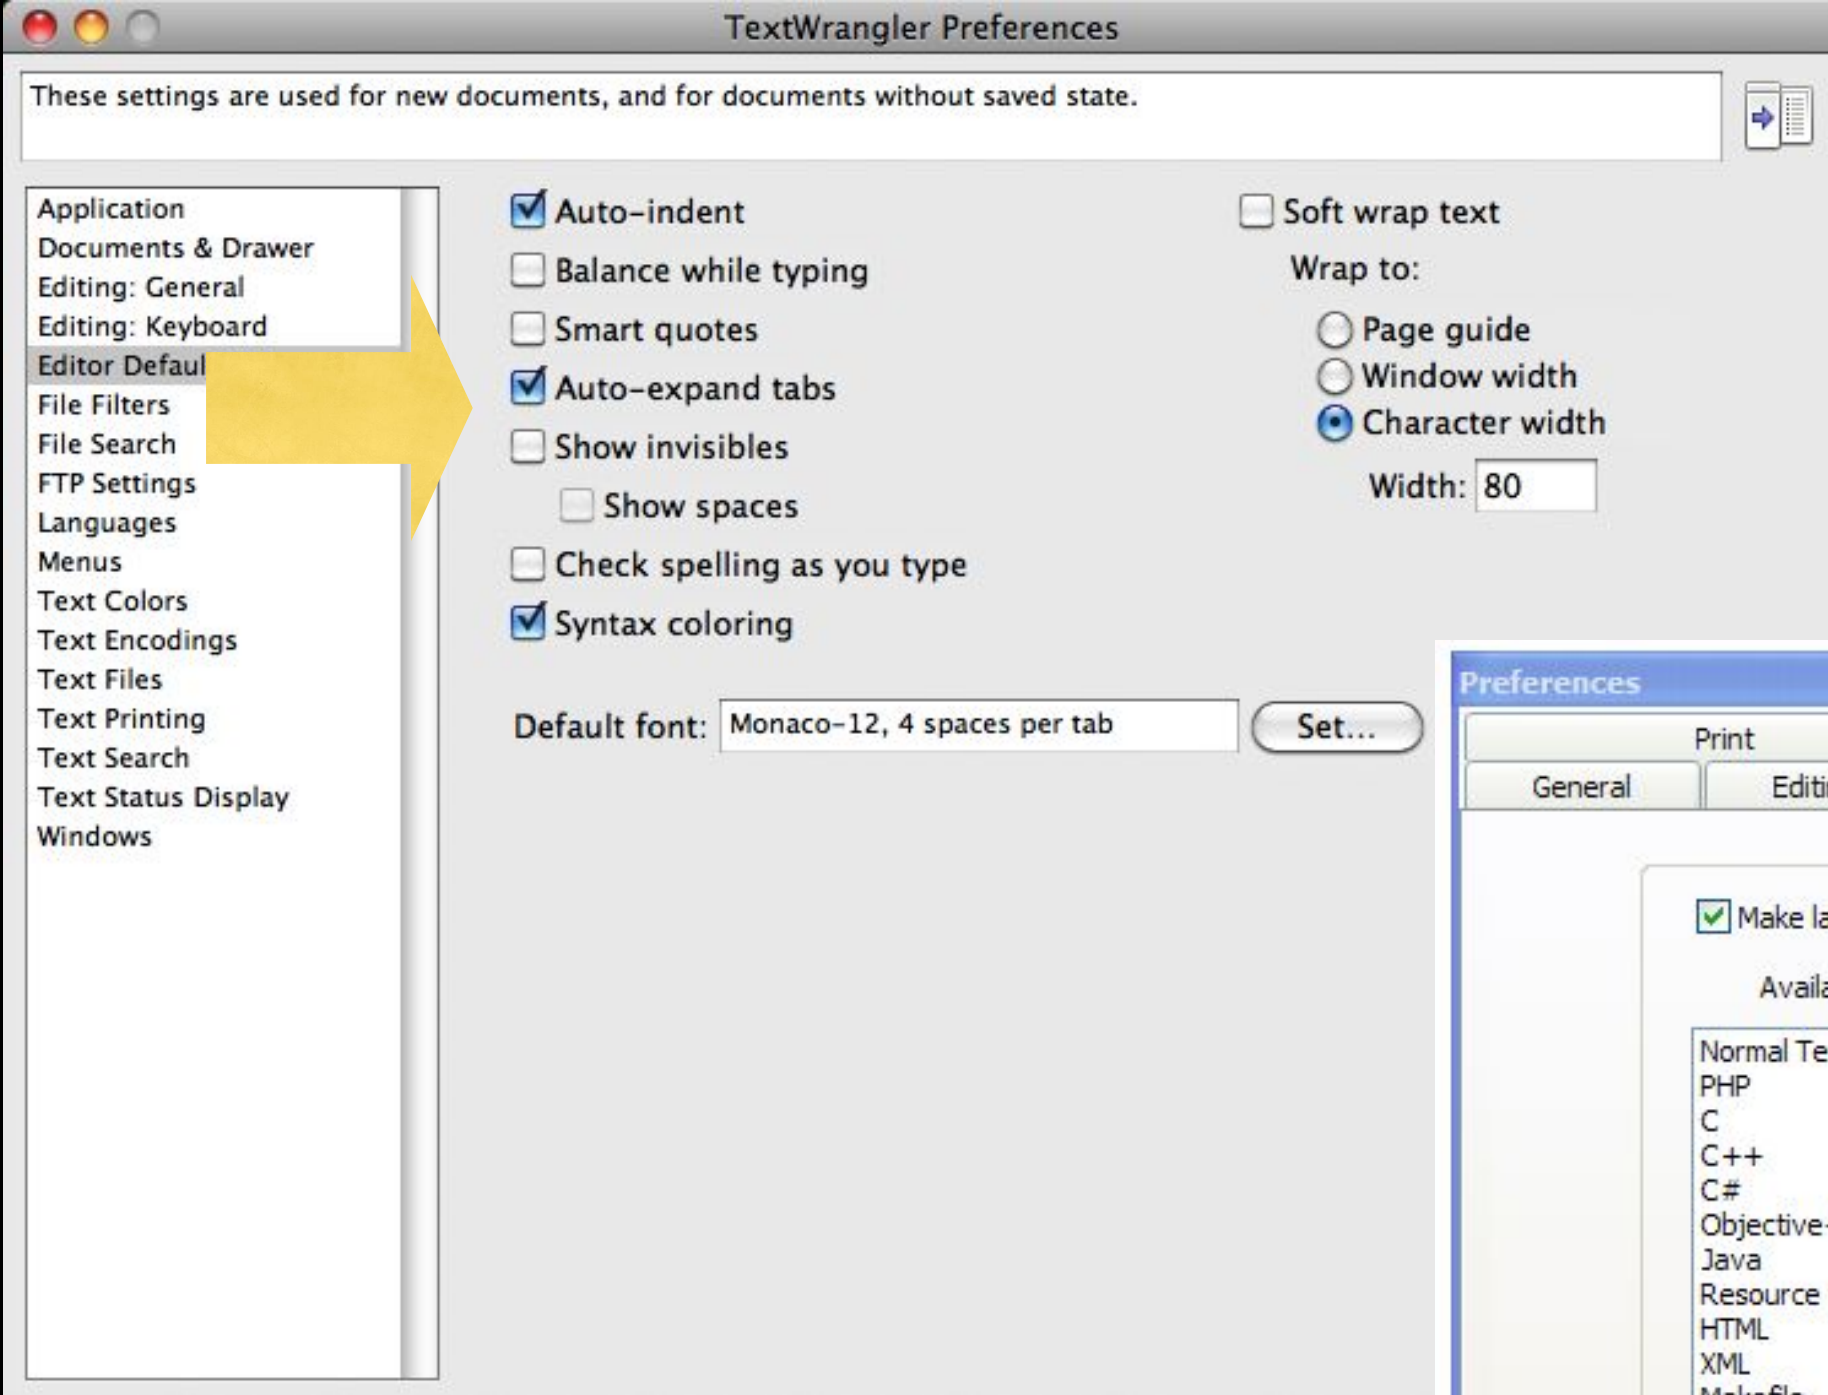 TextWrangler Preferences
These settings are used for new documents, and for documents without saved state.
Application
Documents & Drawer
Editing: General
Editing: Keyboard
Editor Defaul
File Filters
File Search
FTP Settings
Languages
Menus
Text Colors
Text Encodings
Text Files
Text Printing
Text Search
Text Status Display
Windows
Auto-indent
Balance while typing
Smart quotes
Auto-expand tabs
Show invisibles
Show spaces
Check spelling as you type
Syntax coloring
Default font: Monaco-12, 4 spaces per tab Set...
Soft wrap text
Wrap to:
Page guide
Window width
Character width
Width: 80
Preferences
Print
General Editi
Make la
Availa
Normal Te
PHP
C
C++
C#
Objective-
Java
Resource
HTML
XML